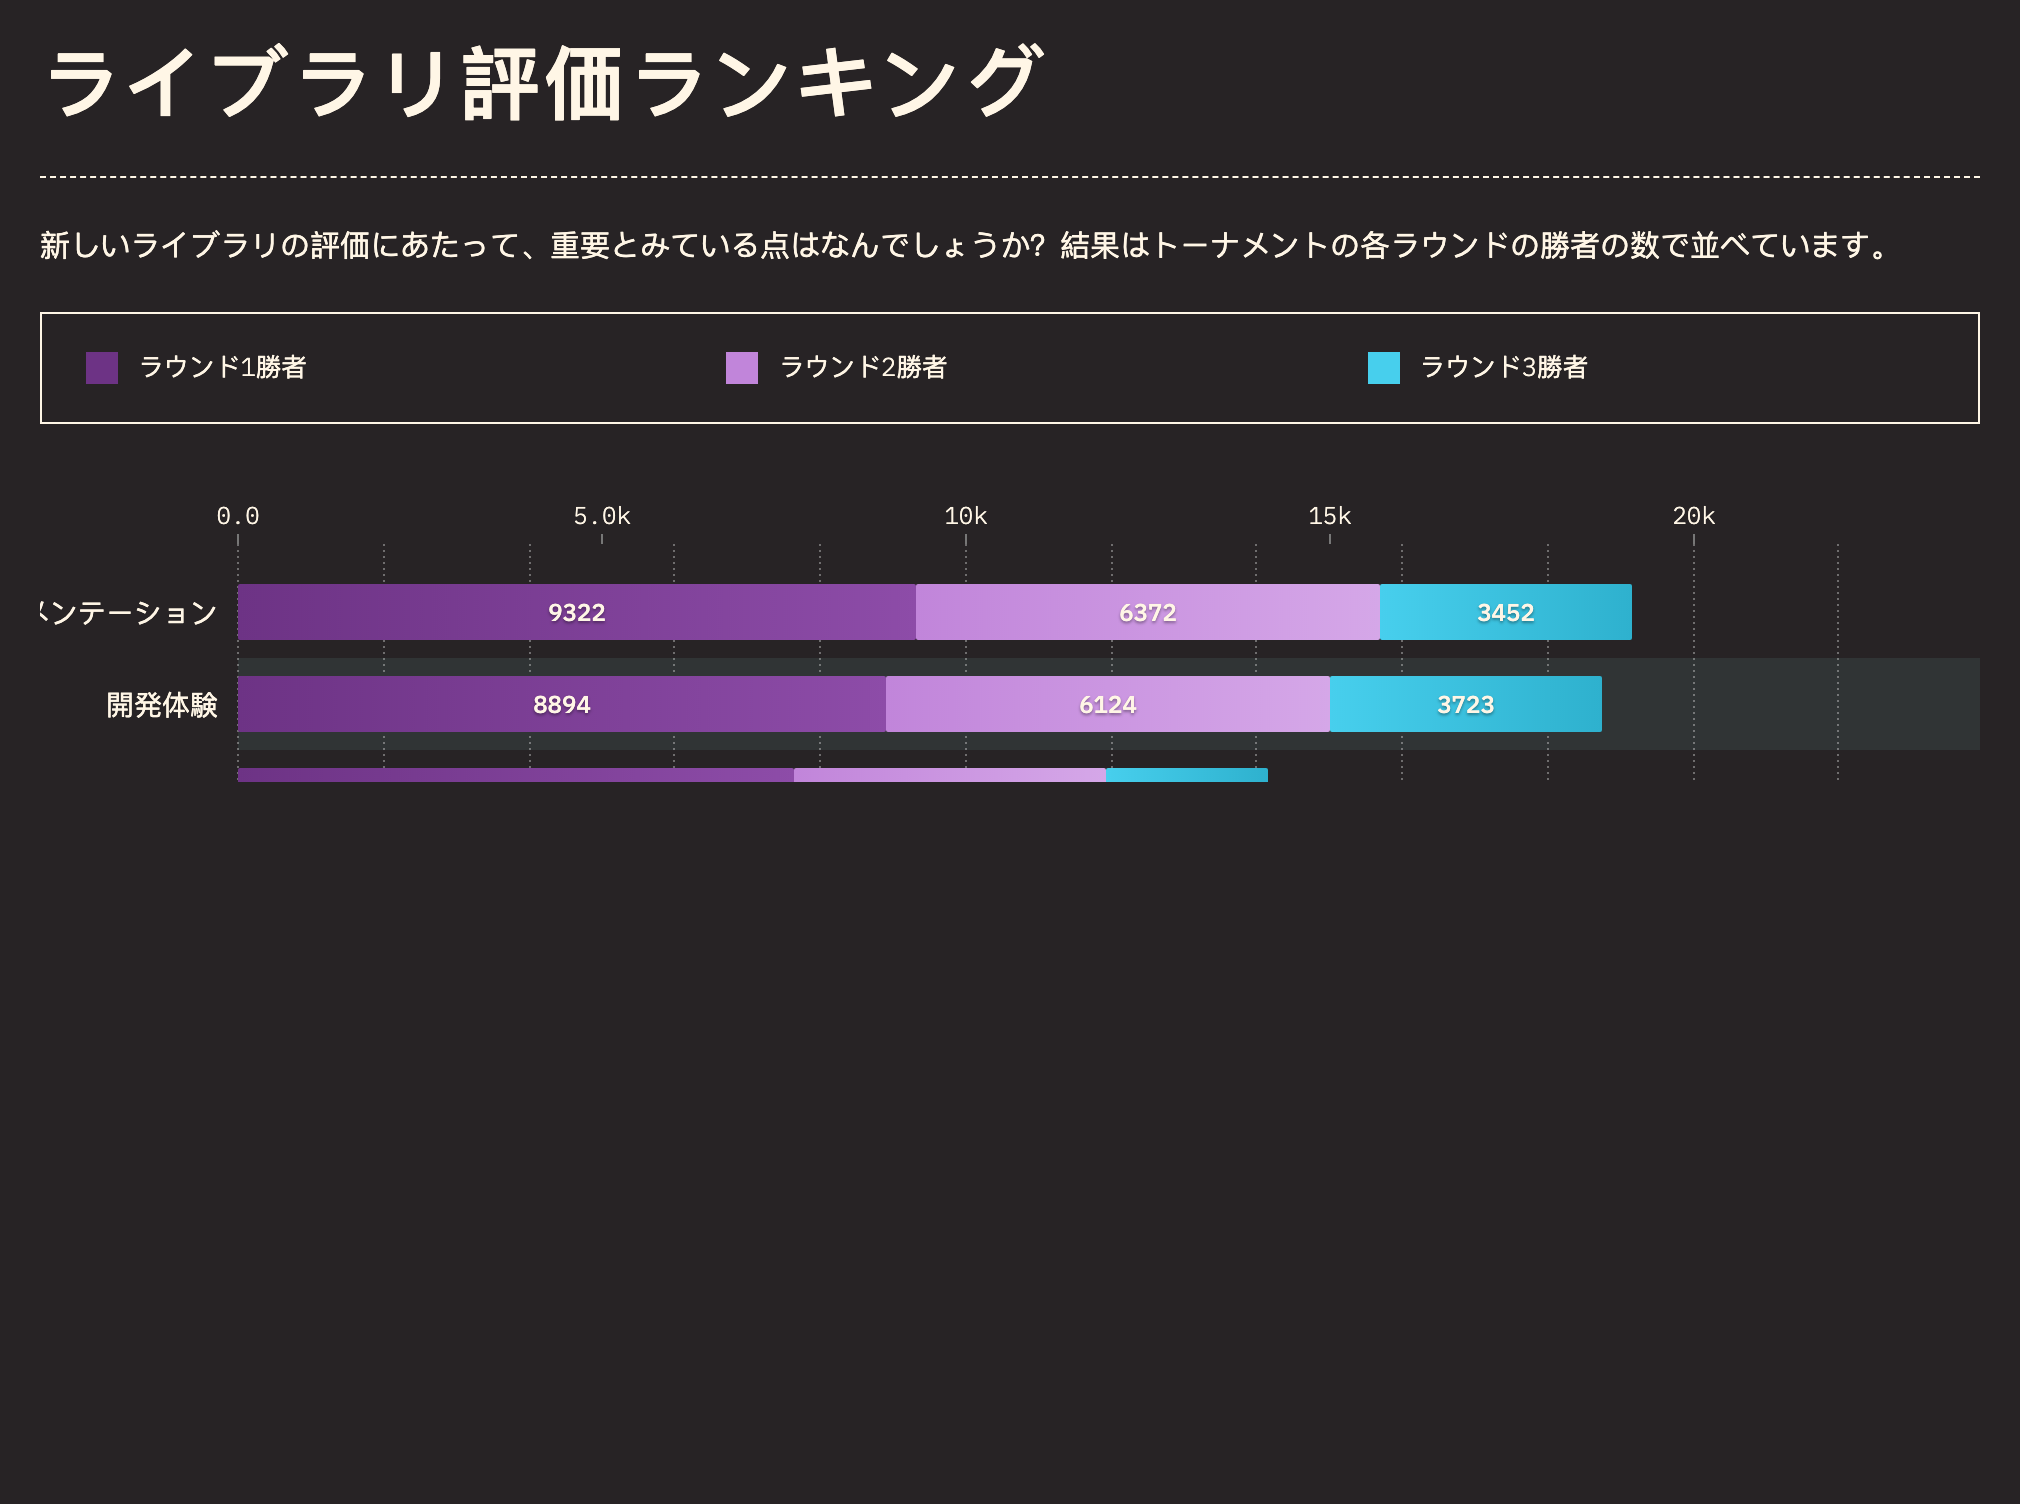 ライブラリ評価ランキング
新しいライブラリの評価にあたって、重要とみている点はなんでしょうか? 結果はトーナメントの各ラウンドの勝者の数で並べています。
ラウンド1勝者 ラウンド2勝者 ラウンド3勝者
0.0 5.0k 10k 15k 20k
ンテーション 9322 6372 3452
開発体験 8894 6124 3723